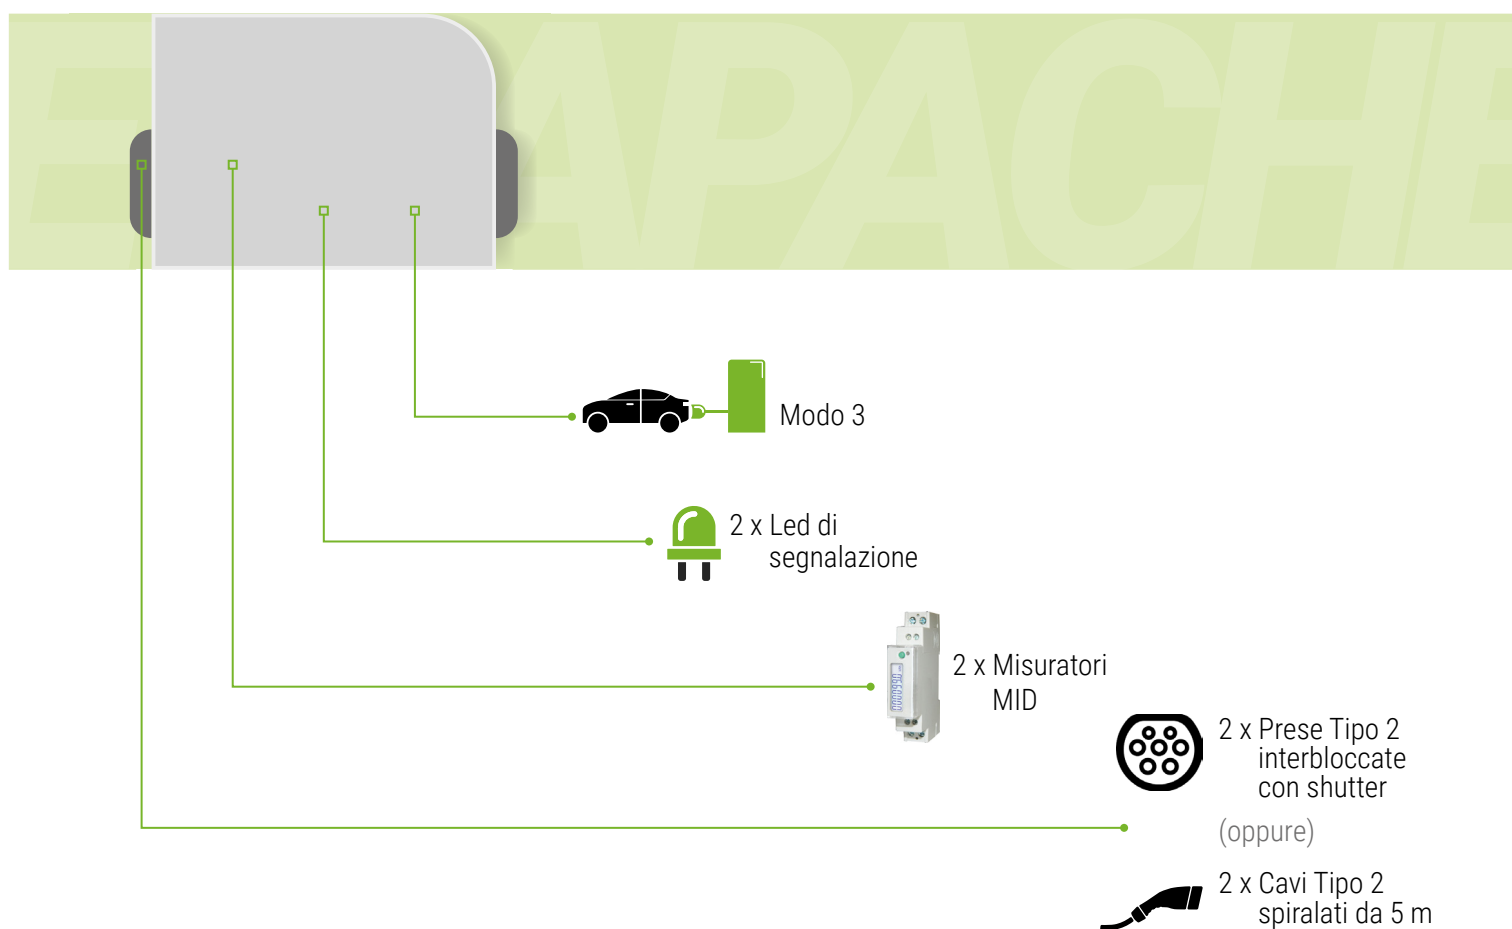 E APACHE E
Modo 3
2 x Led di
segnalazione
2 x Misuratori
MID
2 x Prese Tipo 2
interbloccate
con shutter
(oppure)
2 x Cavi Tipo 2
spiralati da 5 m